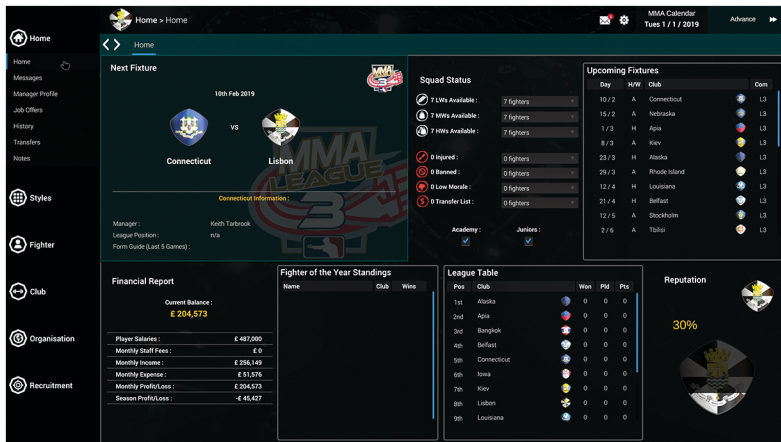 Home > Home
MMA Calendar
Tues 1 / 1 / 2019
Advance
Home
Home
Home
Messages
Manager Profile
Job Offers
History
Transfers
Notes
Styles
Fighter
Club
Organisation
Recruitment
Next Fixture
MMA
LEAGUE
3
10th Feb 2019
vs
Connecticut
Lisbon
MMA
LEAGUE
3
Connecticut Information :
Manager : Keith Tarbrook
League Position : n/a
Form Guide (Last 5 Games) :
Squad Status
7 LWs Available : 7 fighters
7 MWs Available : 7 fighters
7 HWs Available : 7 fighters
0 Injured : 0 fighters
0 Banned : 0 fighters
0 Low Morale : 0 fighters
0 Transfer List : 0 fighters
Academy : Juniors :
Upcoming Fixtures
Day H/W Club Com
10 / 2 A Connecticut L3
15 / 2 A Nebraska L3
1 / 3 H Apia L3
8 / 3 A Kiev L3
23 / 3 H Alaska L3
29 / 3 A Rhode Island L3
12 / 4 H Louisiana L3
21 / 4 H Belfast L3
12 / 5 A Stockholm L3
2 / 6 A Tbilisi L3
Financial Report
Current Balance :
£ 204,573
Player Salaries : £ 487,000
Monthly Staff Fees : £ 0
Monthly Income : £ 256,149
Monthly Expense : £ 51,576
Monthly Profit/Loss : £ 204,573
Season Profit/Loss : -£ 45,427
Fighter of the Year Standings
Name Club Wins
League Table
Pos Club Won Pld Pts
1st Alaska 0 0 0
2nd Apia 0 0 0
3rd Bangkok 0 0 0
4th Belfast 0 0 0
5th Connecticut 0 0 0
6th Iowa 0 0 0
7th Kiev 0 0 0
8th Lisbon 0 0 0
9th Louisiana 0 0 0
Reputation
30%